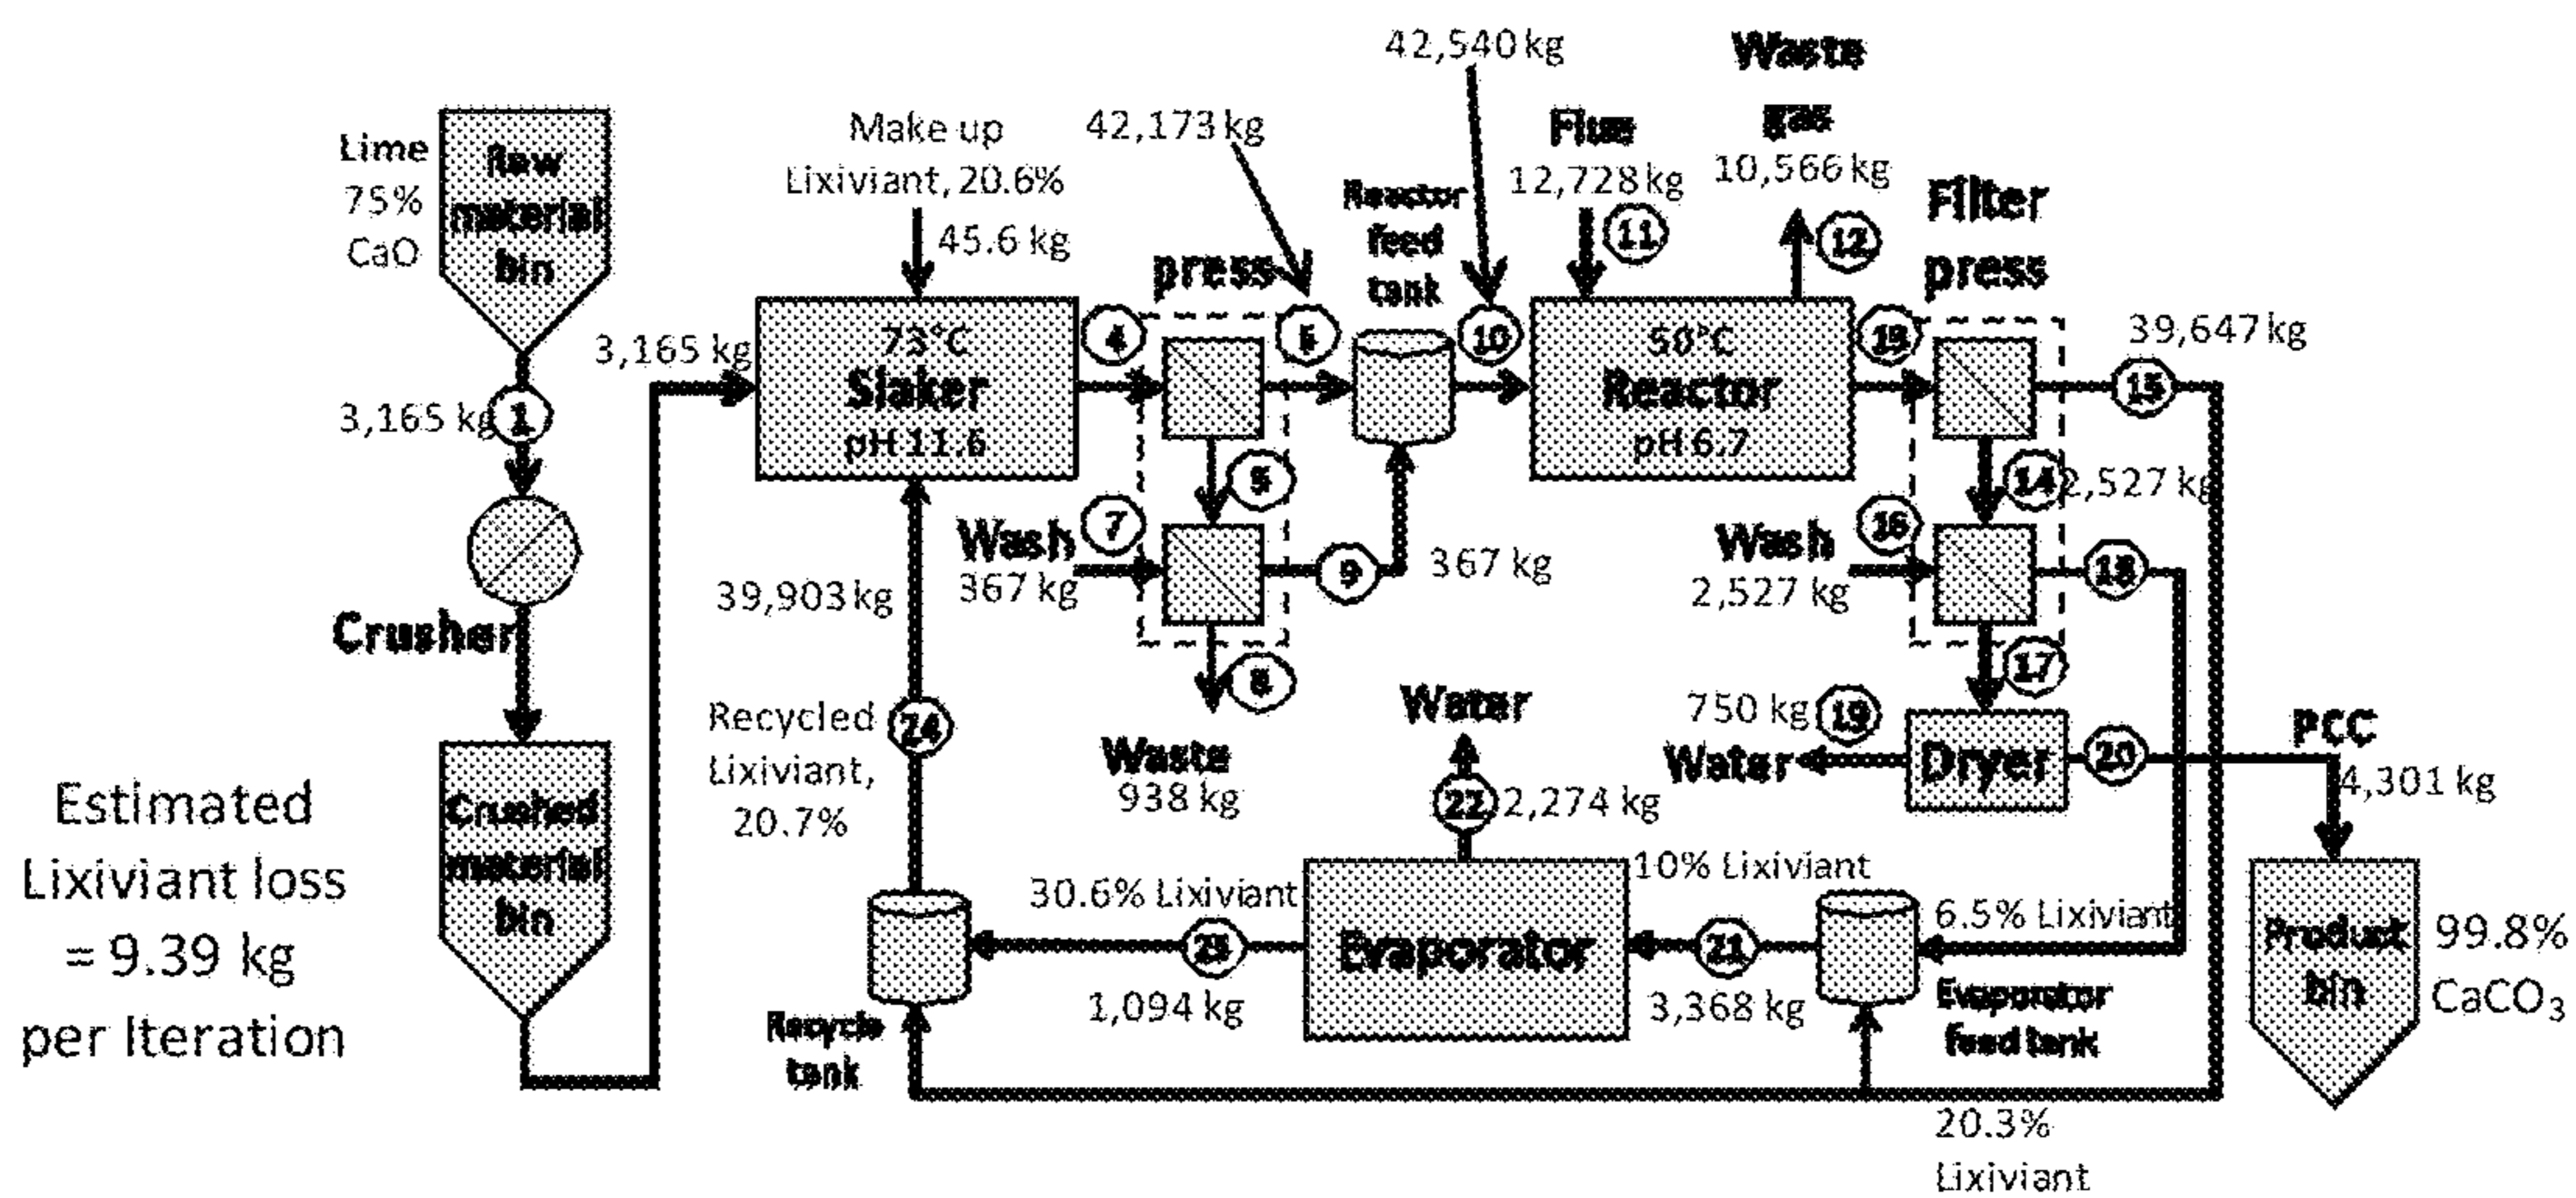 Lime
75%
CaO
Raw
material
bin
3,165 kg
1
Crusher
Crushed
material
bin
Estimated
Lixiviant loss
= 9.39 kg
per Iteration
3,165 kg
Make up
Lixiviant, 20.6%
45.6 kg
73°C
Slaker
pH 11.6
4
press
42,173 kg
5
Wash
7
367 kg
8
Waste
938 kg
9
367 kg
Reactor
feed
tank
42,540 kg
10
Flue
12,728 kg
11
Waste
gas
10,566 kg
12
50°C
Reactor
pH 6.7
13
Filter
press
39,647 kg
15
14
2,527 kg
Wash
16
2,527 kg
18
17
750 kg
19
Water
Dryer
20
PCC
4,301 kg
Product
bin
99.8%
CaCO₃
39,903 kg
Recycled
Lixiviant,
20.7%
24
Recycle
tank
30.6% Lixiviant
23
1,094 kg
Water
22
2,274 kg
Evaporator
10% Lixiviant
21
3,368 kg
6.5% Lixiviant
Evaporator
feed tank
20.3%
Lixiviant